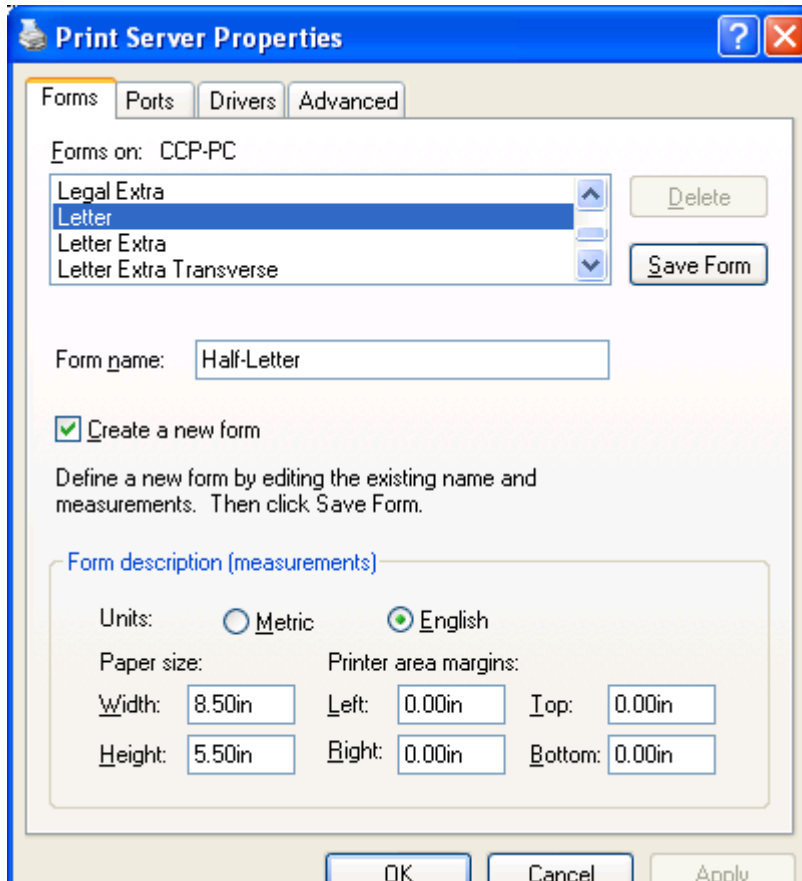 Print Server Properties
Forms Ports Drivers Advanced
Forms on: CCP-PC
Legal Extra
Letter
Letter Extra
Letter Extra Transverse
Delete
Save Form
Form name: Half-Letter
Create a new form
Define a new form by editing the existing name and
measurements. Then click Save Form.
Form description (measurements)
Units: Metric English
Paper size: Printer area margins:
Width: 8.50in Left: 0.00in Top: 0.00in
Height: 5.50in Right: 0.00in Bottom: 0.00in
OK Cancel Apply